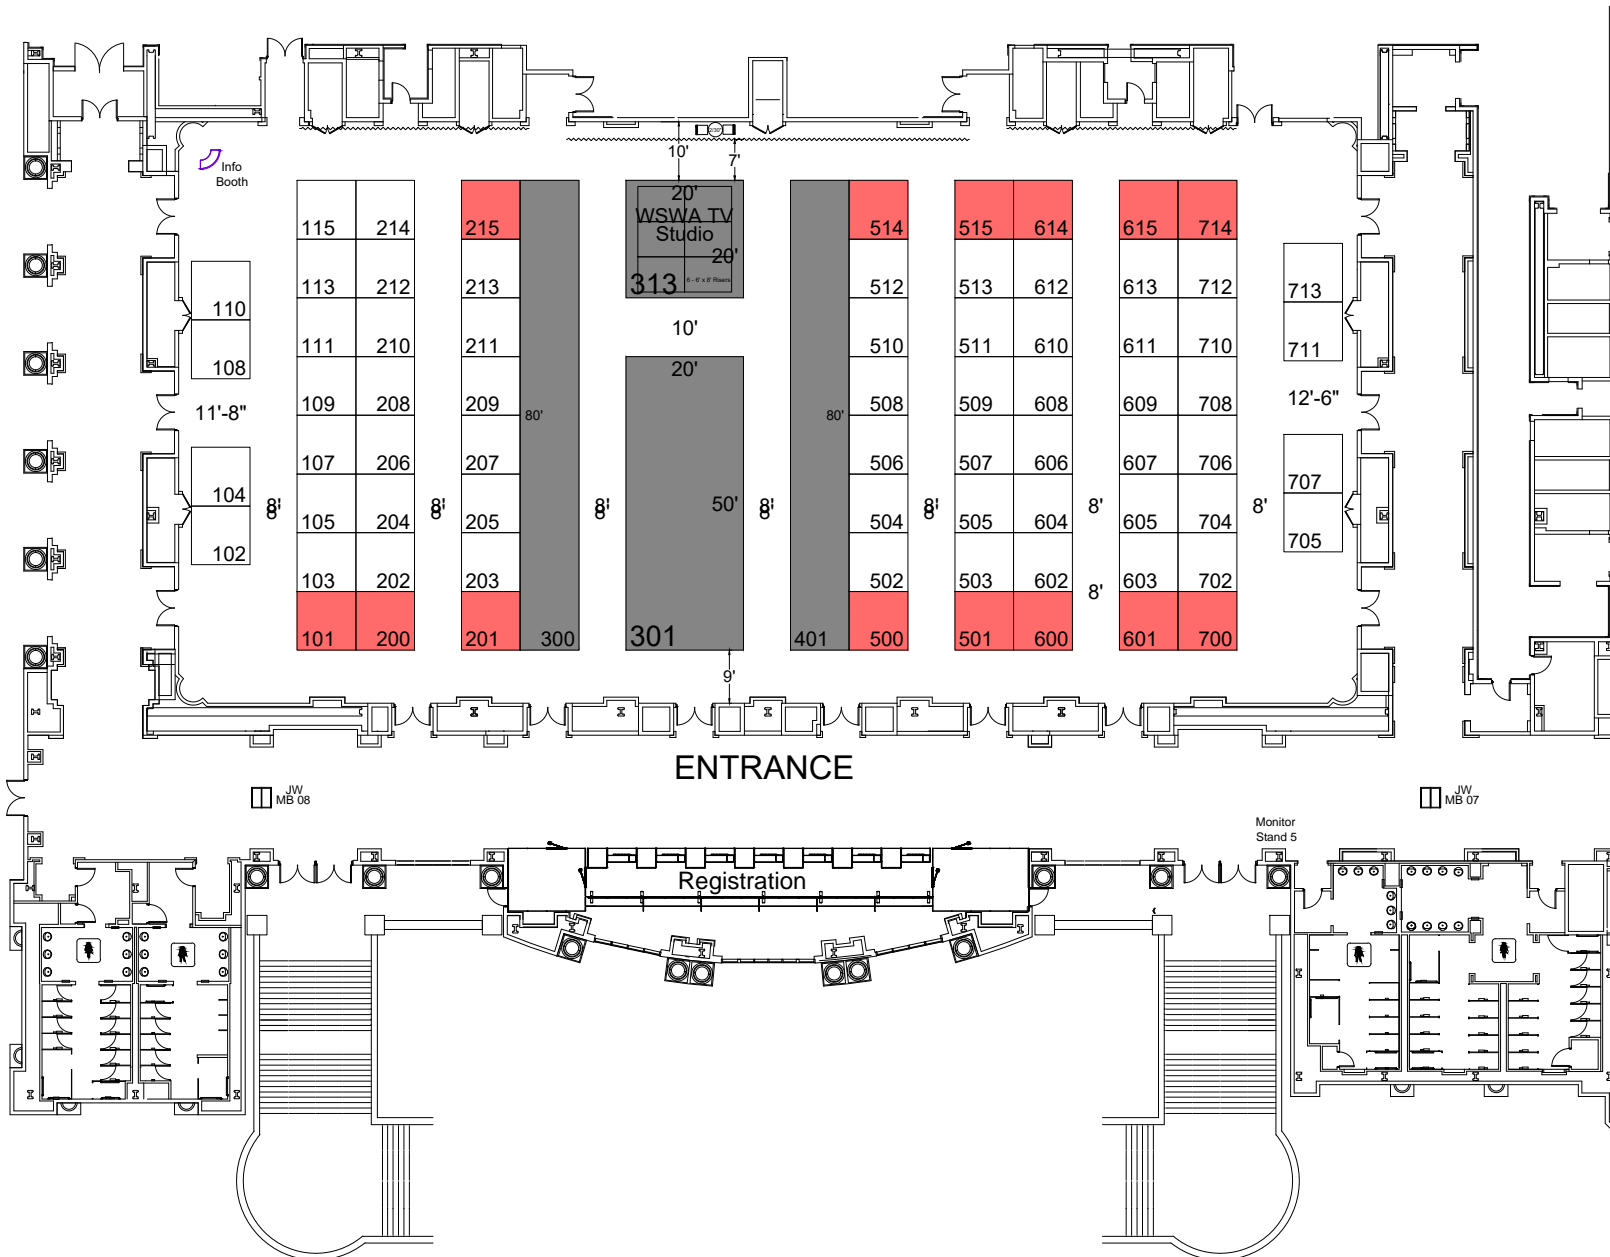 2/30"
10'
7'
Info
Booth
20'
WSWA TV
Studio
20'
313
6 - 6' x 8' Risers
115 214 215 514 515 614 615 714
113 212 213 512 513 612 613 712 713
110
111 210 211 10' 510 511 610 611 710 711
108
20'
11'-8" 109 208 209 80' 80' 508 509 608 609 708 12'-6"
107 206 207 506 507 606 607 706 707
104
8' 8' 8' 50' 8' 8' 8' 8'
105 204 205 504 505 604 605 704 705
102
103 202 203 502 503 602 603 702
8'
101 200 201 300 301 401 500 501 600 601 700
9'
ENTRANCE
JW
MB 08
JW
MB 07
Monitor
Stand 5
Registration